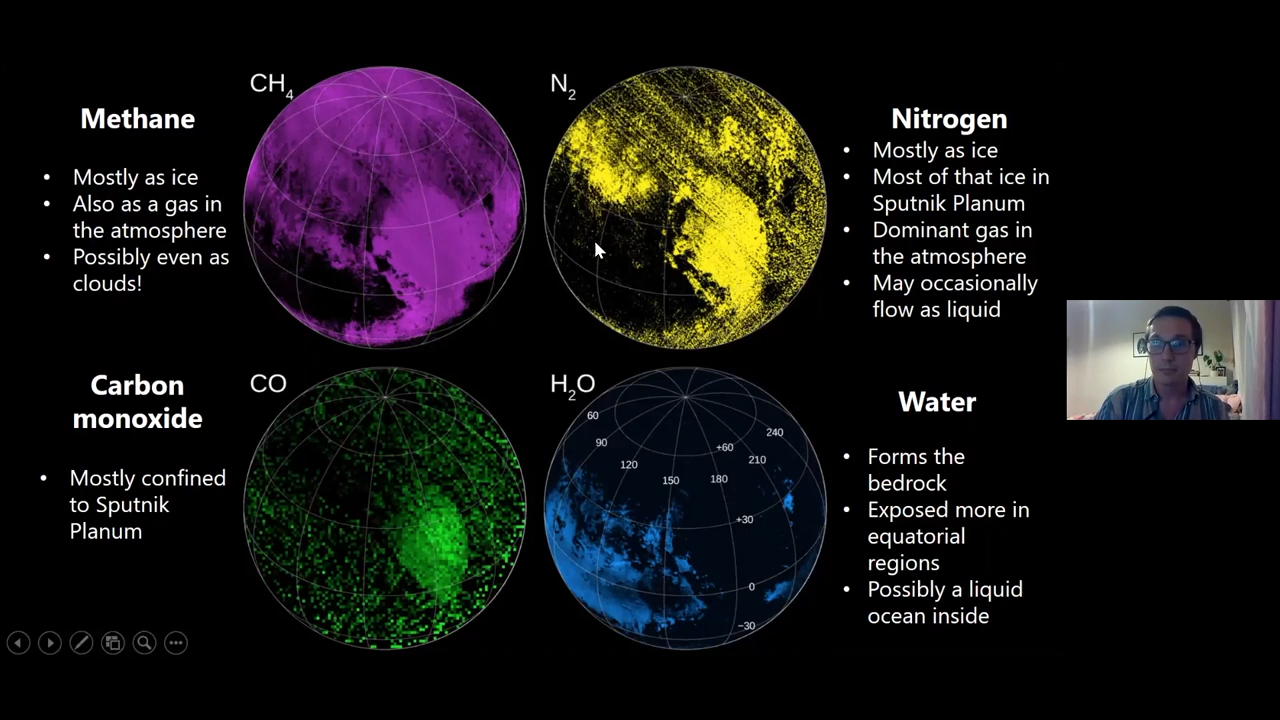 CH4
Methane
• Mostly as ice
• Also as a gas in
the atmosphere
• Possibly even as
clouds!
N2
Nitrogen
• Mostly as ice
• Most of that ice in
Sputnik Planum
• Dominant gas in
the atmosphere
• May occasionally
flow as liquid
CO
Carbon
monoxide
• Mostly confined
to Sputnik
Planum
H2O
60
90
120
150
180
+60
210
240
+30
0
−30
Water
• Forms the
bedrock
• Exposed more in
equatorial
regions
• Possibly a liquid
ocean inside